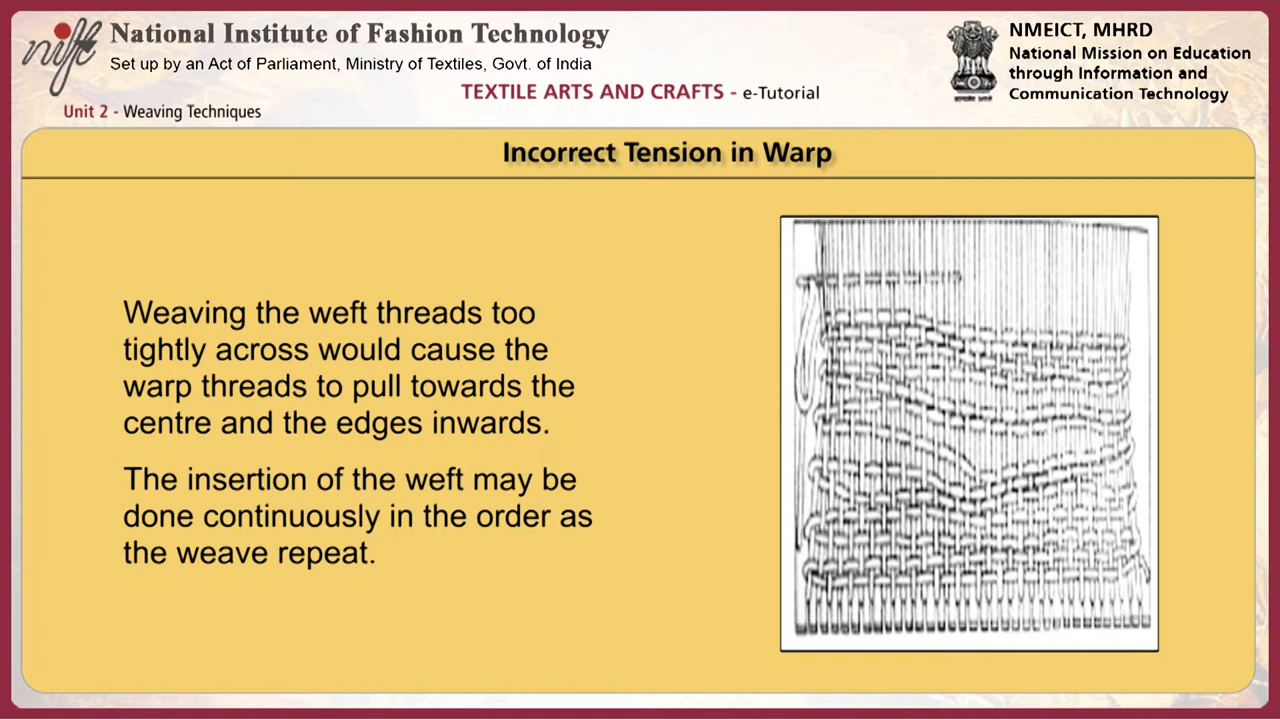 nift
National Institute of Fashion Technology
Set up by an Act of Parliament, Ministry of Textiles, Govt. of India
NMEICT, MHRD
National Mission on Education
through Information and
Communication Technology
TEXTILE ARTS AND CRAFTS - e-Tutorial
Unit 2 - Weaving Techniques
Incorrect Tension in Warp
Weaving the weft threads too
tightly across would cause the
warp threads to pull towards the
centre and the edges inwards.
The insertion of the weft may be
done continuously in the order as
the weave repeat.